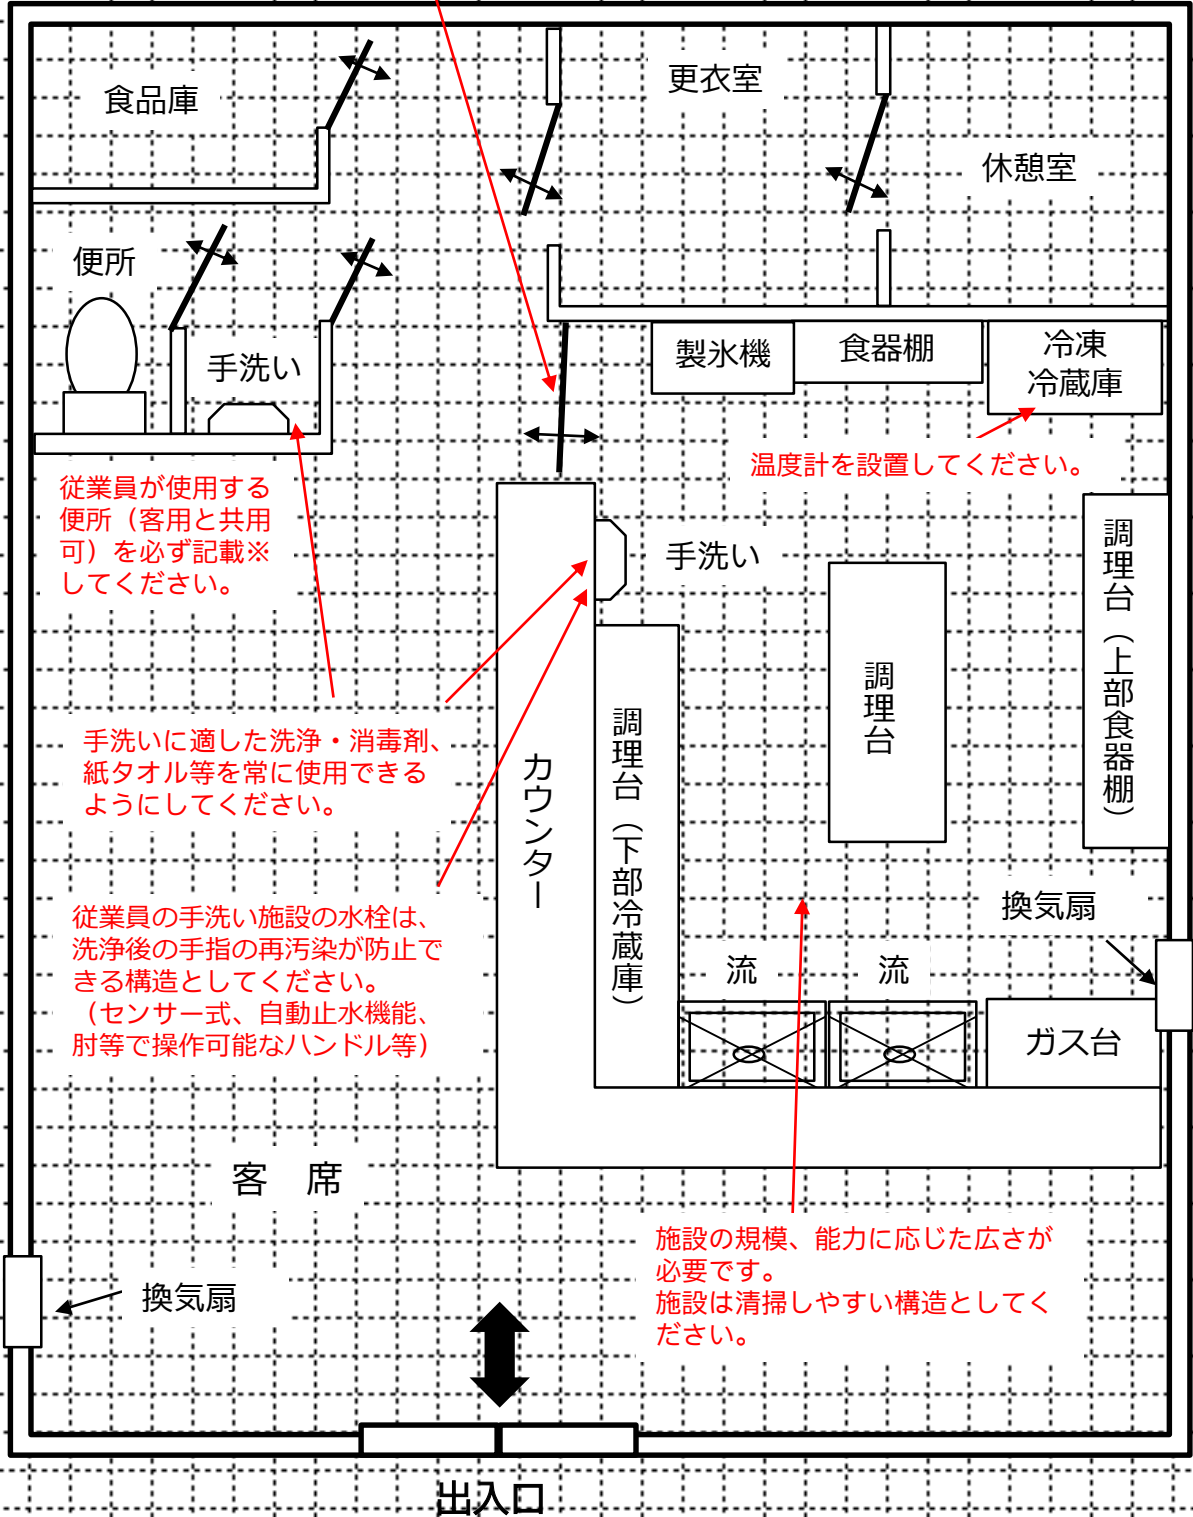 更衣室
食品庫
休憩室
便所
製氷機
食器棚
冷凍
冷蔵庫
手洗い
温度計を設置してください。
従業員が使用する
便所（客用と共用
可）を必ず記載※
してください。
手洗い
調理台（上部食器棚）
調理台
調理台（下部冷蔵庫）
カウンター
手洗いに適した洗浄・消毒剤、
紙タオル等を常に使用できる
ようにしてください。
換気扇
従業員の手洗い施設の水栓は、
洗浄後の手指の再汚染が防止で
きる構造としてください。
（センサー式、自動止水機能、
肘等で操作可能なハンドル等）
流
流
ガス台
客　席
施設の規模、能力に応じた広さが
必要です。
施設は清掃しやすい構造としてく
ださい。
換気扇
出入口